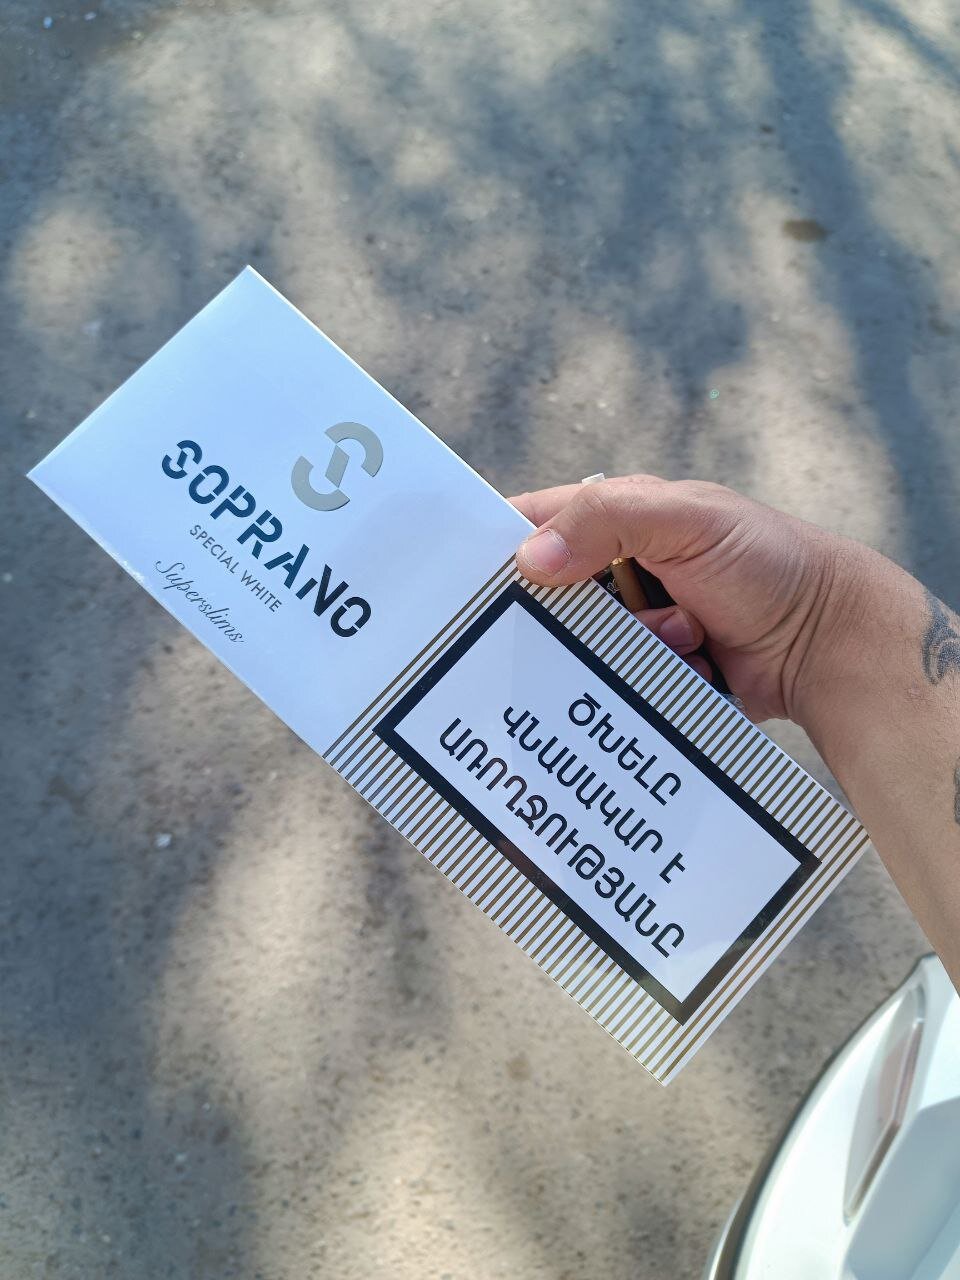 SOPRANO
SPECIAL WHITE
Superslims
ԾԽԵԼԸ
ՎՆԱՍԱԿԱՐ Է
ԱՌՈՂՋՈՒԹՅԱՆԸ